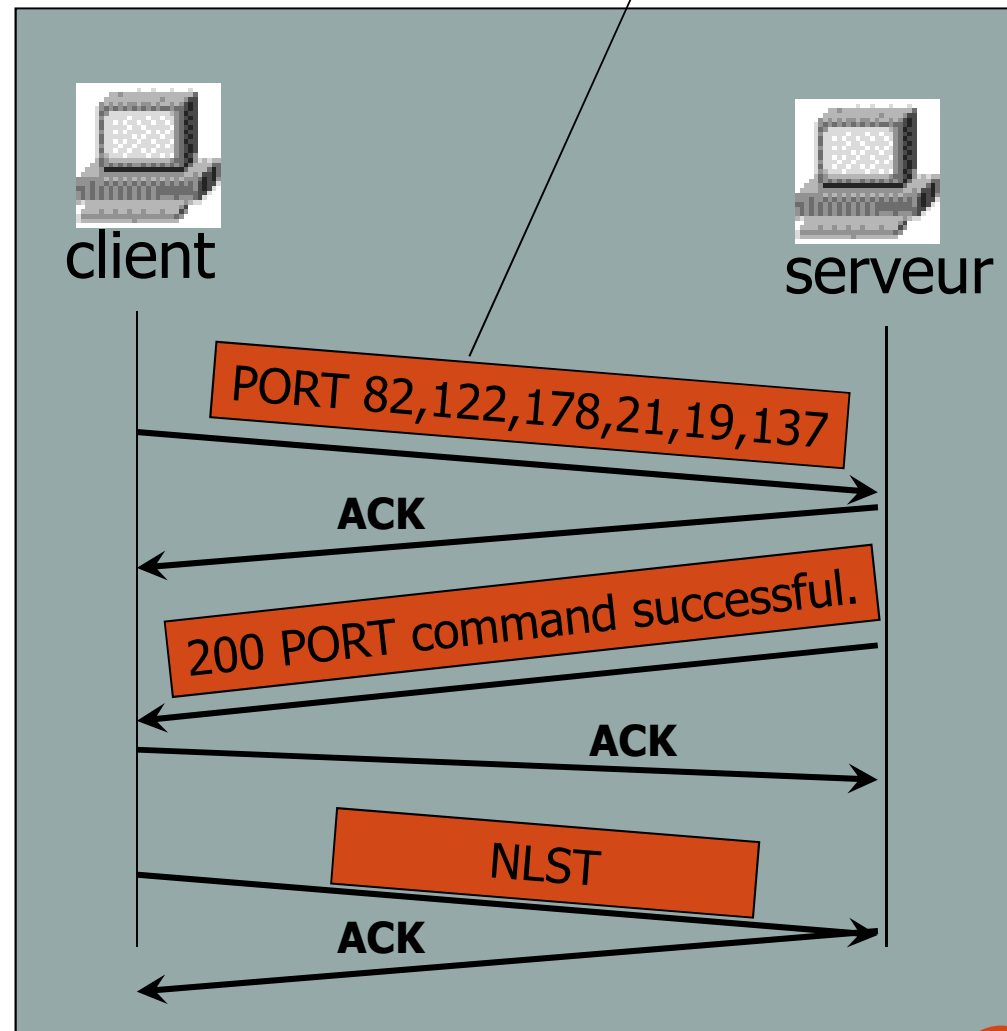 client
serveur
PORT 82,122,178,21,19,137
ACK
200 PORT command successful.
ACK
NLST
ACK